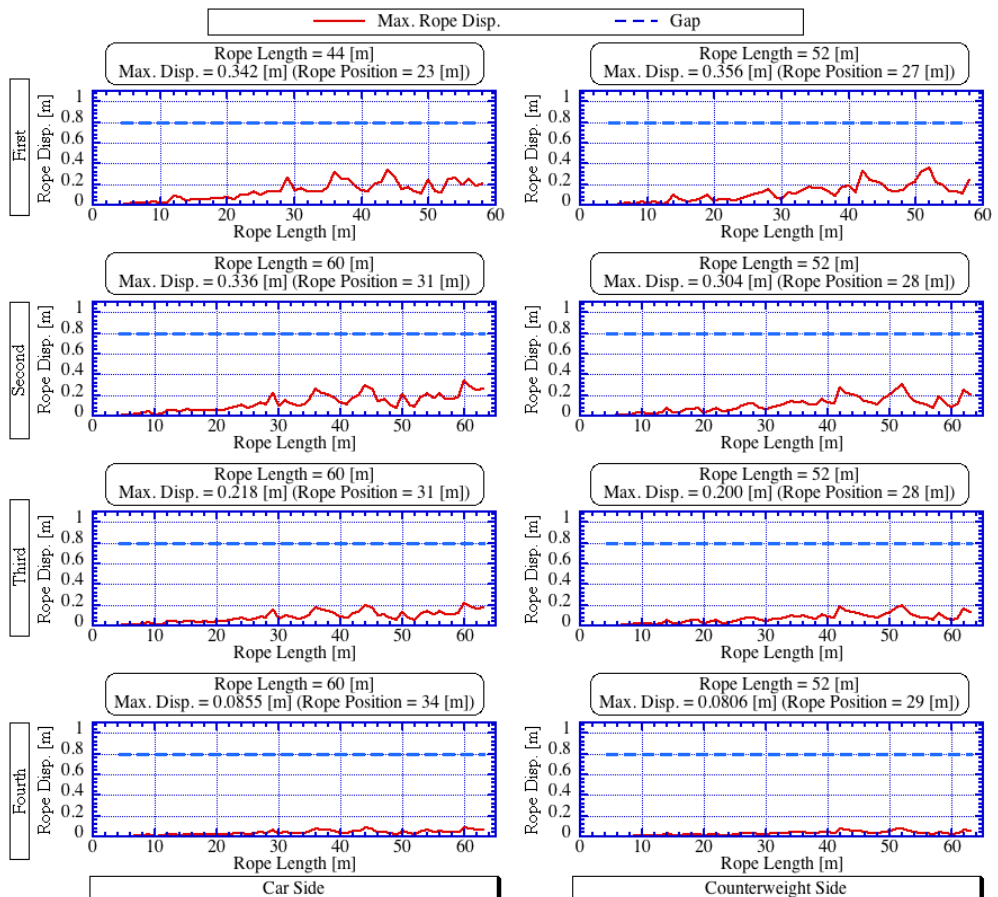 Max. Rope Disp.
Gap
First
Rope Length = 44 [m]
Max. Disp. = 0.342 [m] (Rope Position = 23 [m])
Rope Disp. [m]
1
0.8
0.6
0.4
0.2
0
0 10 20 30 40 50 60
Rope Length [m]
Rope Length = 52 [m]
Max. Disp. = 0.356 [m] (Rope Position = 27 [m])
Rope Disp. [m]
1
0.8
0.6
0.4
0.2
0
0 10 20 30 40 50 60
Rope Length [m]
Second
Rope Length = 60 [m]
Max. Disp. = 0.336 [m] (Rope Position = 31 [m])
Rope Disp. [m]
1
0.8
0.6
0.4
0.2
0
0 10 20 30 40 50 60
Rope Length [m]
Rope Length = 52 [m]
Max. Disp. = 0.304 [m] (Rope Position = 28 [m])
Rope Disp. [m]
1
0.8
0.6
0.4
0.2
0
0 10 20 30 40 50 60
Rope Length [m]
Third
Rope Length = 60 [m]
Max. Disp. = 0.218 [m] (Rope Position = 31 [m])
Rope Disp. [m]
1
0.8
0.6
0.4
0.2
0
0 10 20 30 40 50 60
Rope Length [m]
Rope Length = 52 [m]
Max. Disp. = 0.200 [m] (Rope Position = 28 [m])
Rope Disp. [m]
1
0.8
0.6
0.4
0.2
0
0 10 20 30 40 50 60
Rope Length [m]
Fourth
Rope Length = 60 [m]
Max. Disp. = 0.0855 [m] (Rope Position = 34 [m])
Rope Disp. [m]
1
0.8
0.6
0.4
0.2
0
0 10 20 30 40 50 60
Rope Length [m]
Rope Length = 52 [m]
Max. Disp. = 0.0806 [m] (Rope Position = 29 [m])
Rope Disp. [m]
1
0.8
0.6
0.4
0.2
0
0 10 20 30 40 50 60
Rope Length [m]
Car Side
Counterweight Side